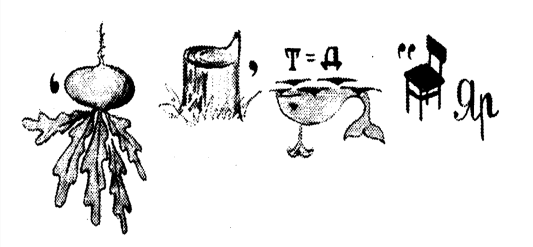 ‘
,
Т = Д
‘‘
Яр